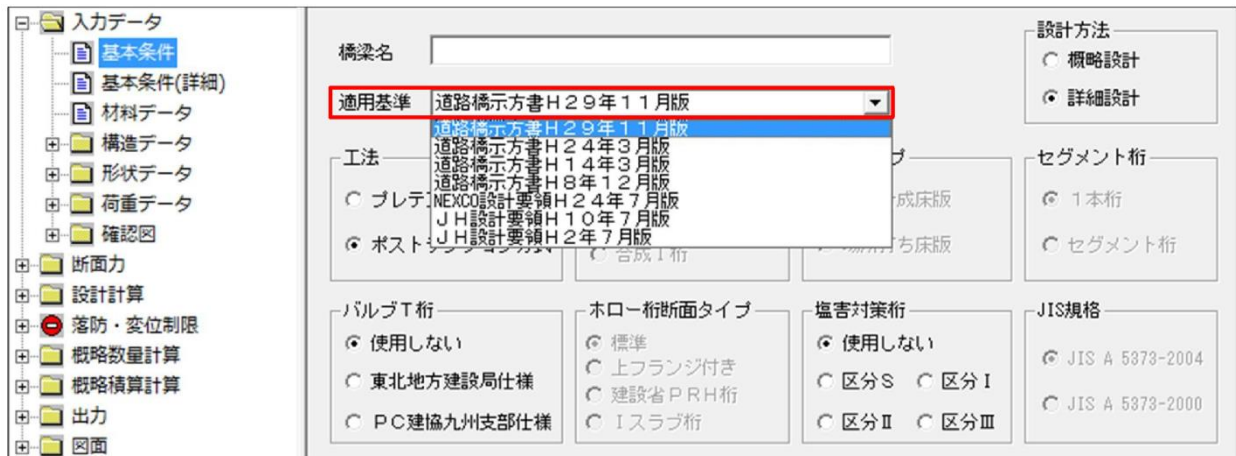 入力データ
基本条件
基本条件(詳細)
材料データ
構造データ
形状データ
荷重データ
確認図
断面力
設計計算
落防・変位制限
概略数量計算
概略積算計算
出力
図面
橋梁名
適用基準 道路橋示方書H29年11月版
道路橋示方書H29年11月版
道路橋示方書H24年3月版
道路橋示方書H14年3月版
道路橋示方書H8年12月版
NEXCO設計要領H24年7月版
JH設計要領H10年7月版
JH設計要領H2年7月版
設計方法
概略設計
詳細設計
工法
プレテ
ポストテンション方式
合成I桁
プ
成床版
場所打ち床版
セグメント桁
1本桁
セグメント桁
バルブT桁
使用しない
東北地方建設局仕様
PC建協九州支部仕様
ホロー桁断面タイプ
標準
上フランジ付き
建設省PRH桁
Iスラブ桁
塩害対策桁
使用しない
区分S 区分I
区分II 区分III
JIS規格
JIS A 5373-2004
JIS A 5373-2000